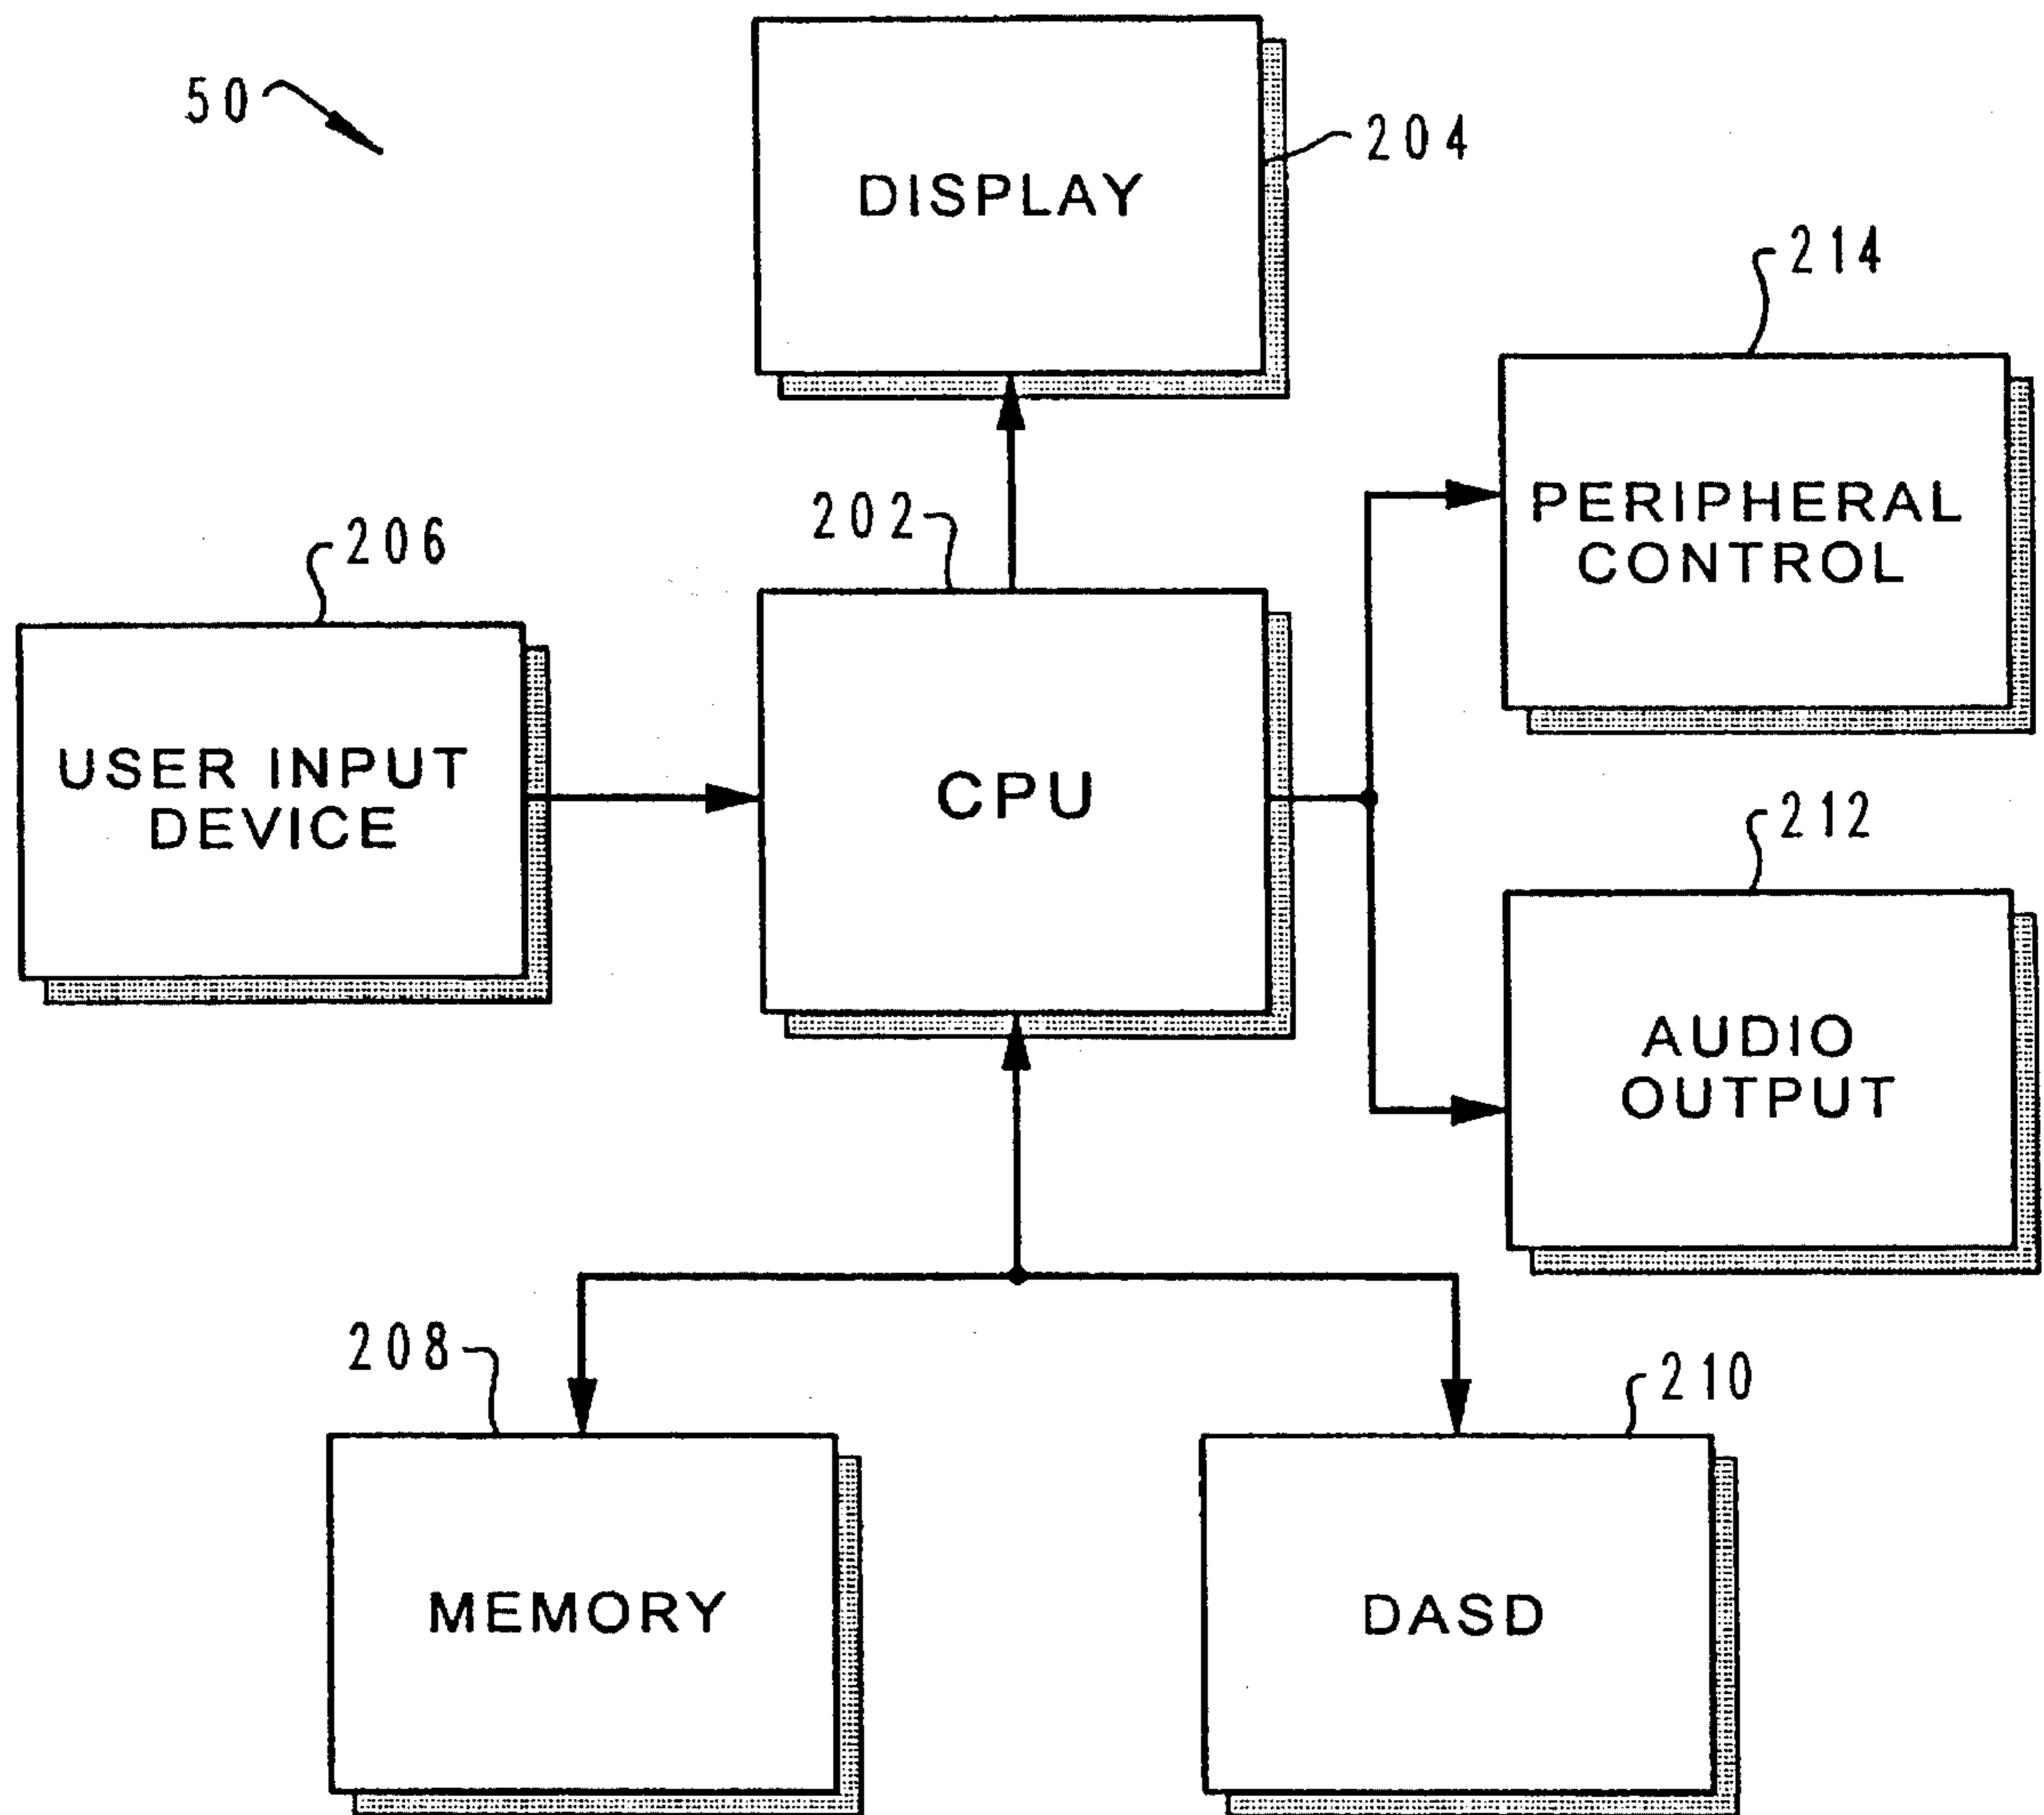 50
DISPLAY
204
214
PERIPHERAL
CONTROL
206
USER INPUT
DEVICE
202
CPU
212
AUDIO
OUTPUT
208
MEMORY
210
DASD